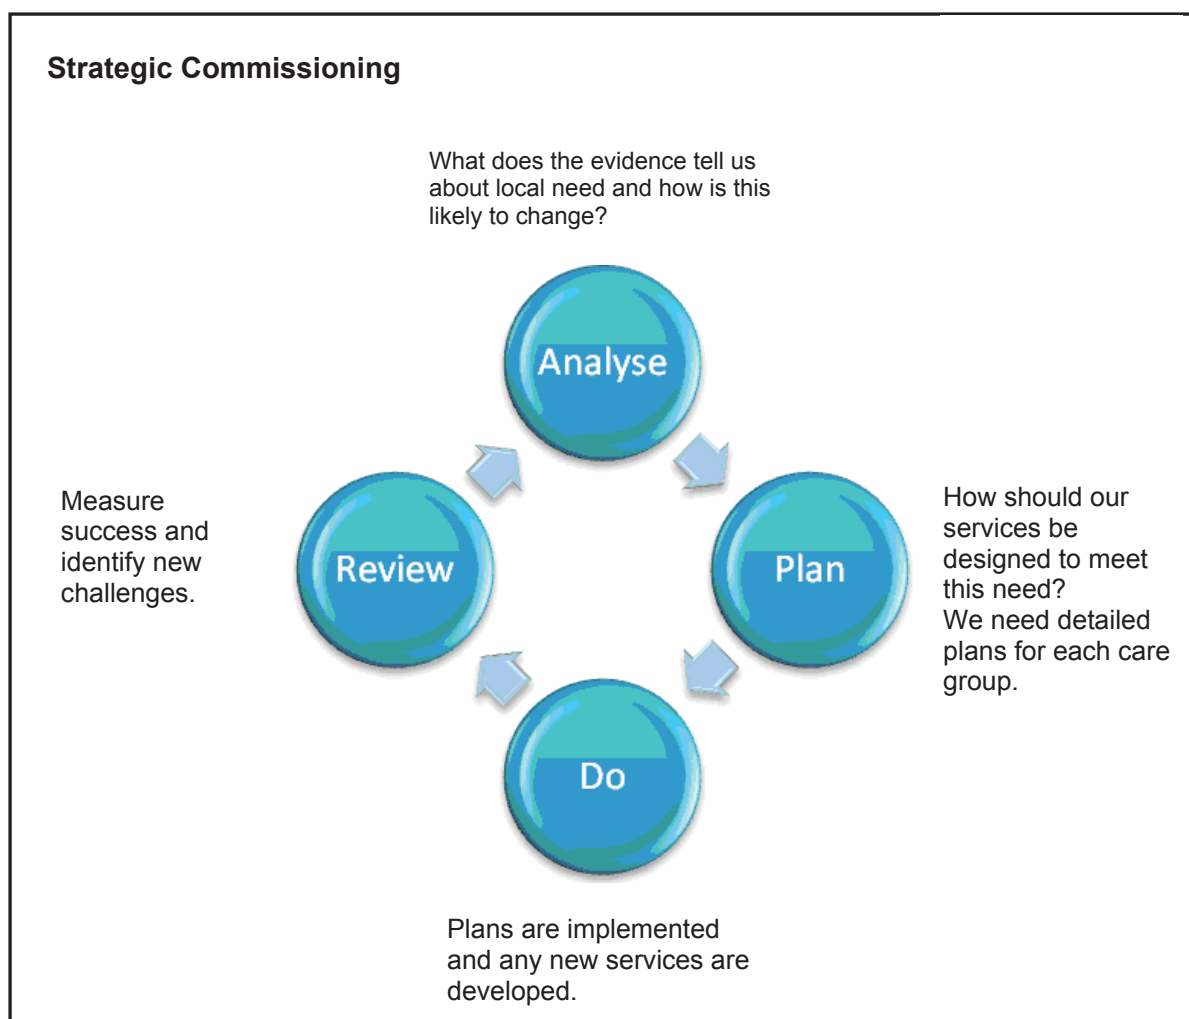 Strategic Commissioning
What does the evidence tell us
about local need and how is this
likely to change?
Analyse
Measure
success and
identify new
challenges.
Review
Plan
How should our
services be
designed to meet
this need?
We need detailed
plans for each care
group.
Do
Plans are implemented
and any new services are
developed.